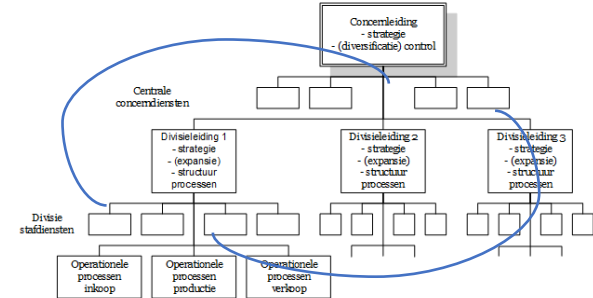 Concernleiding
- strategie
- (diversificatie) control
Centrale
concerndiensten
Divisieleiding 1
- strategie
- (expansie)
- structuur
processen
Divisieleiding 2
- strategie
- (expansie)
- structuur
processen
Divisieleiding 3
- strategie
- (expansie)
- structuur
processen
Divisie
stafdiensten
Operationele
processen
inkoop
Operationele
processen
productie
Operationele
processen
verkoop